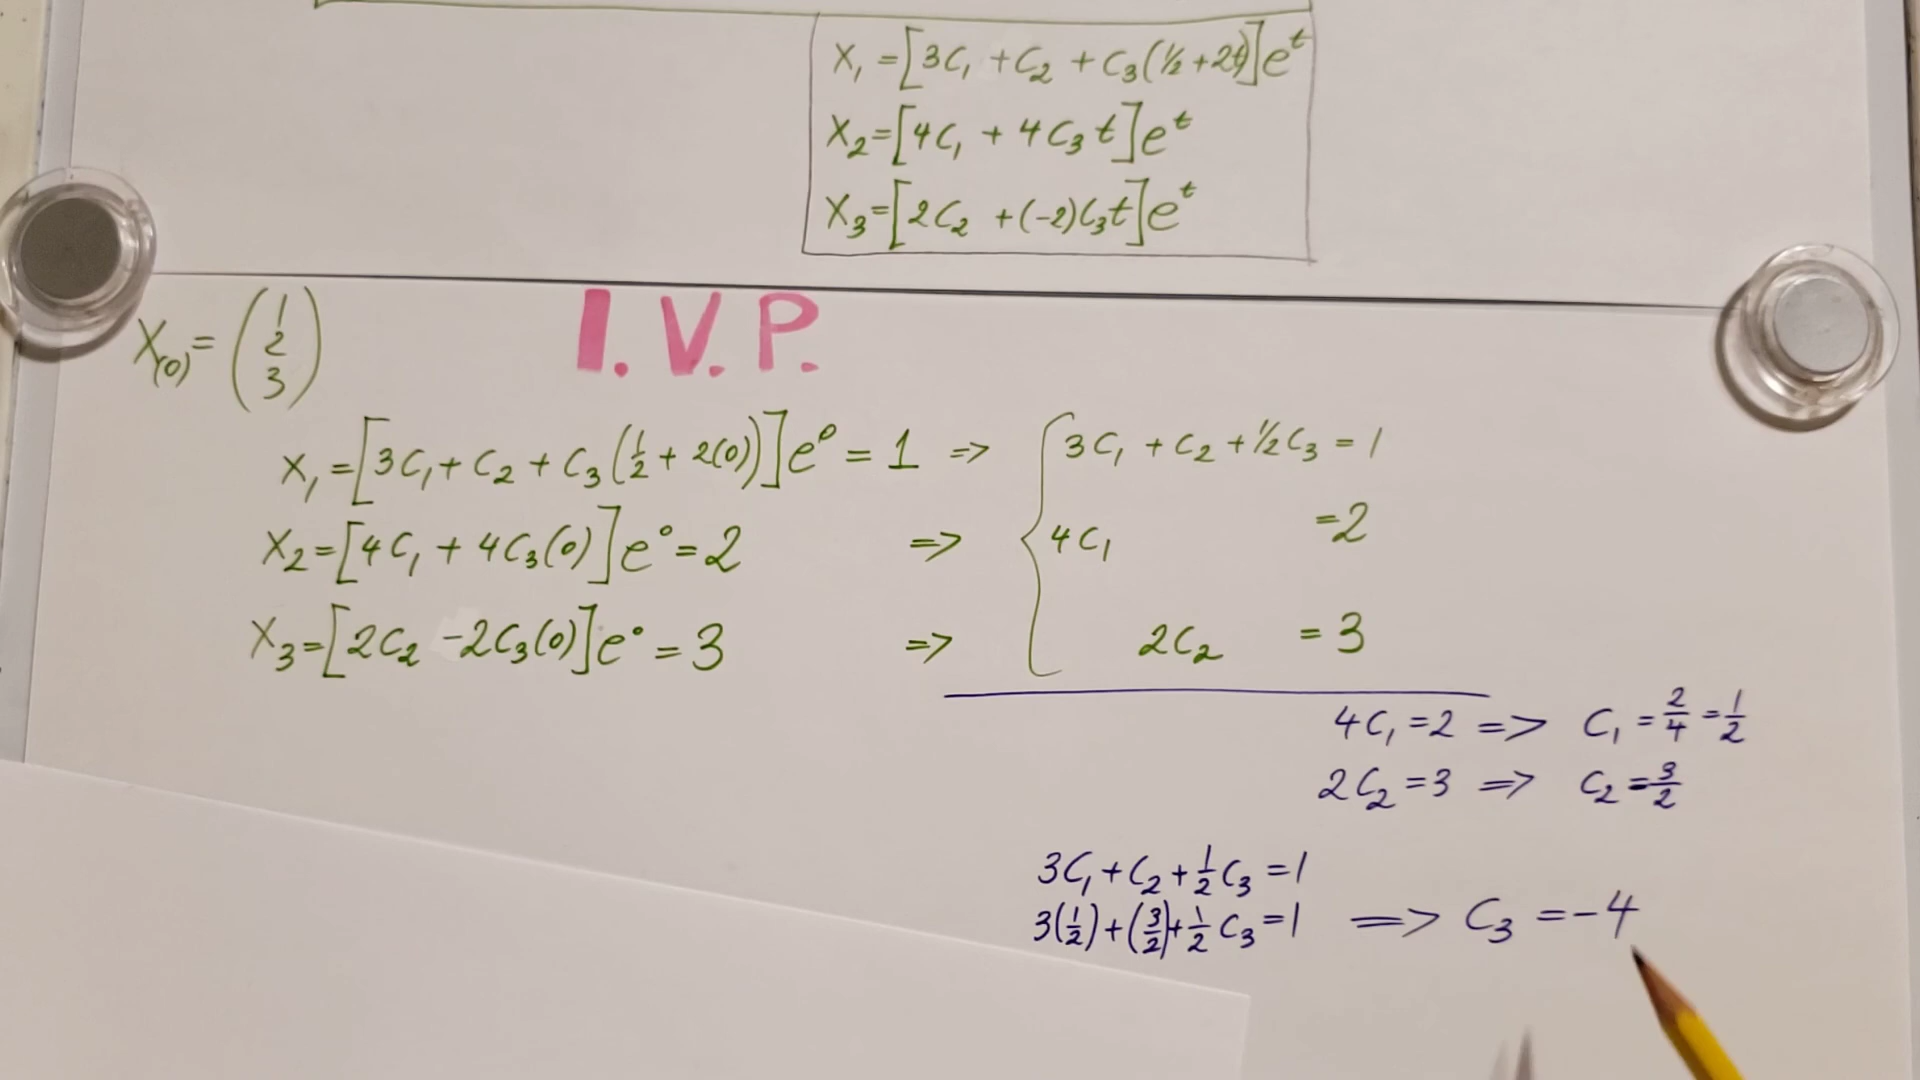 X₁ = [3C₁ + C₂ + C₃(½ + 2t)]eᵗ
X₂ = [4C₁ + 4C₃t]eᵗ
X₃ = [2C₂ + (-2)C₃t]eᵗ
X₍₀₎ = (1 2 3)
I.V.P.
X₁ = [3C₁ + C₂ + C₃(1/2 + 2(0))]e⁰ = 1 => 3C₁ + C₂ + ½C₃ = 1
X₂ = [4C₁ + 4C₃(0)]e⁰ = 2 => 4C₁ = 2
X₃ = [2C₂ - 2C₃(0)]e⁰ = 3 => 2C₂ = 3
4C₁ = 2 => C₁ = 2/4 = 1/2
2C₂ = 3 => C₂ = 3/2
3C₁ + C₂ + 1/2 C₃ = 1
3(1/2) + (3/2) + 1/2 C₃ = 1 => C₃ = -4